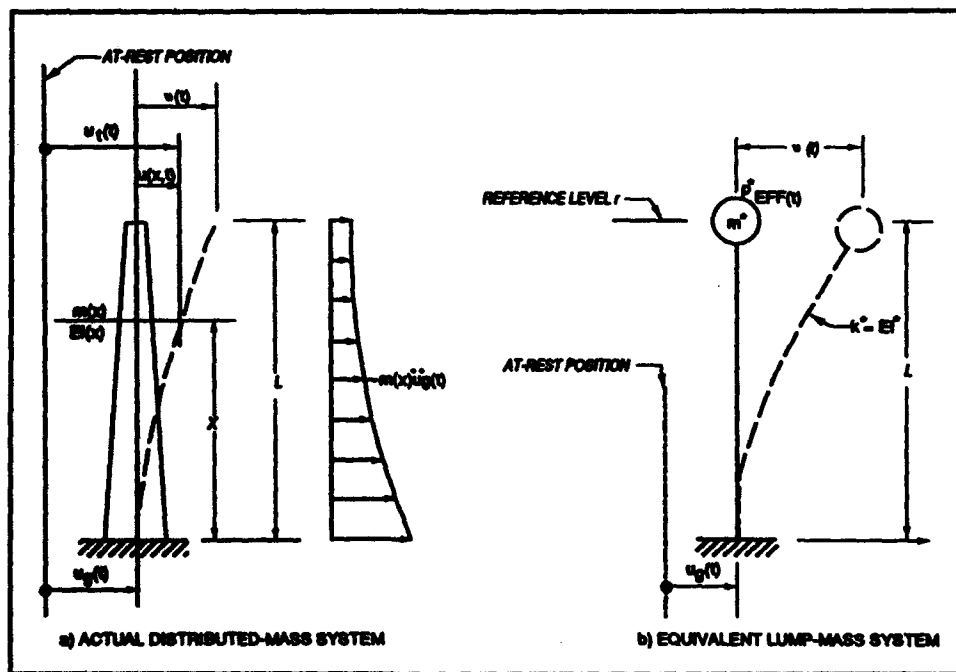 AT-REST POSITION
v(t)
u_t(t)
u(x,t)
m(x)
EI(x)
L
X
m(x)ü_g(t)
u_g(t)
a) ACTUAL DISTRIBUTED-MASS SYSTEM
v(t)
p*EFF(t)
REFERENCE LEVEL r
m*
k* = EI*
L
AT-REST POSITION
u_g(t)
b) EQUIVALENT LUMP-MASS SYSTEM